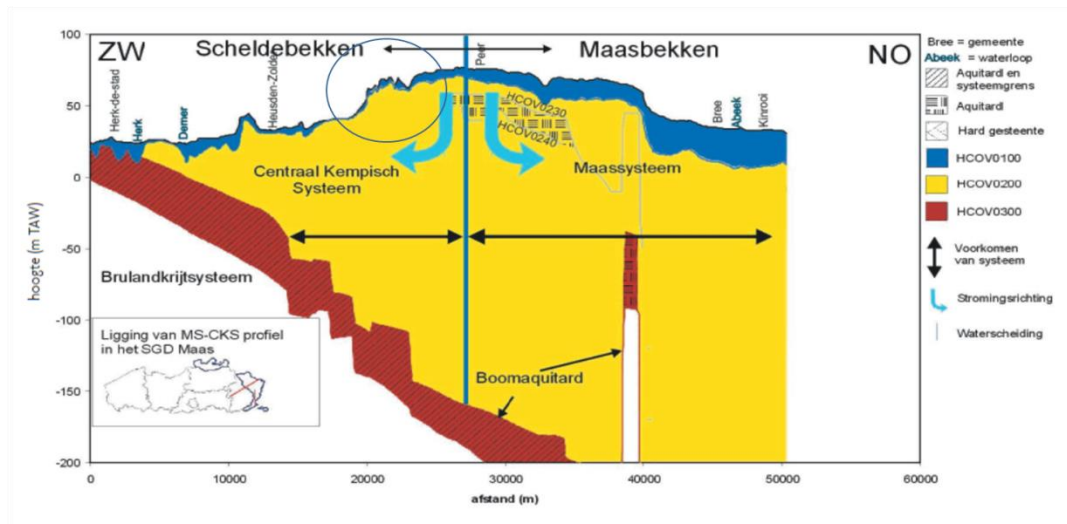 ZW
Scheldebekken
Maasbekken
NO
100
50
0
-50
-100
-150
-200
hoogte (m TAW)
Herk-de-stad
Herk
Demer
Heusden-Zolder
Peer
Bree
Abeek
Kinrooi
HCOV0230
HCOV0240
Centraal Kempisch
Systeem
Maassysteem
Brulandkrijtsysteem
Boomaquitard
Ligging van MS-CKS profiel
in het SGD Maas
0
10000
20000
30000
40000
50000
60000
afstand (m)
Bree = gemeente
Abeek = waterloop
Aquitard en
systeemgrens
Aquitard
Hard gesteente
HCOV0100
HCOV0200
HCOV0300
Voorkomen
van systeem
Stromingsrichting
Waterscheiding